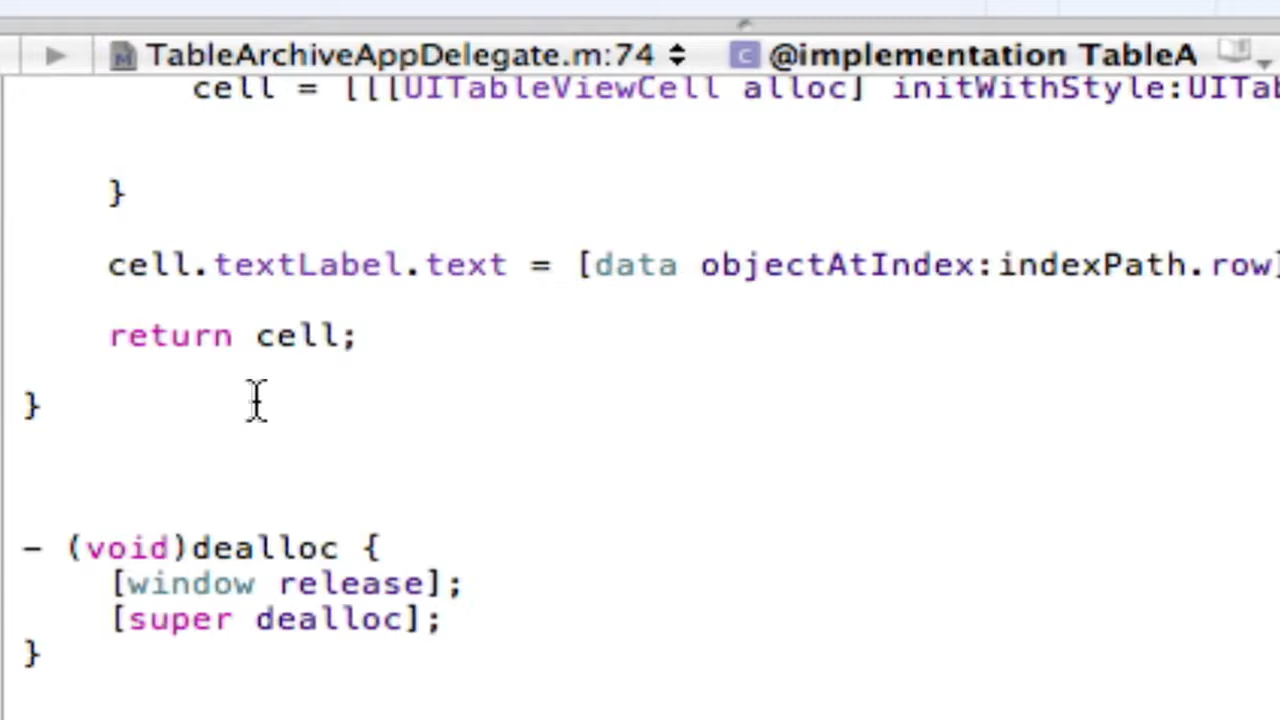 TableArchiveAppDelegate.m:74 @implementation TableA
cell = [[[UITableViewCell alloc] initWithStyle:UITab
}
cell.textLabel.text = [data objectAtIndex:indexPath.row]
return cell;
}
- (void)dealloc {
[window release];
[super dealloc];
}